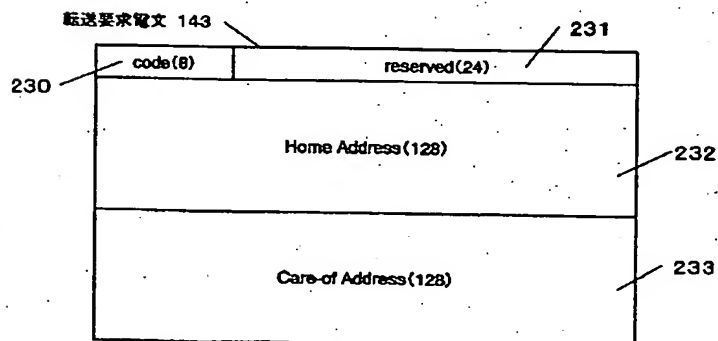 転送要求電文 143
231
230
code(8)
reserved(24)
Home Address(128)
232
Care-of Address(128)
233